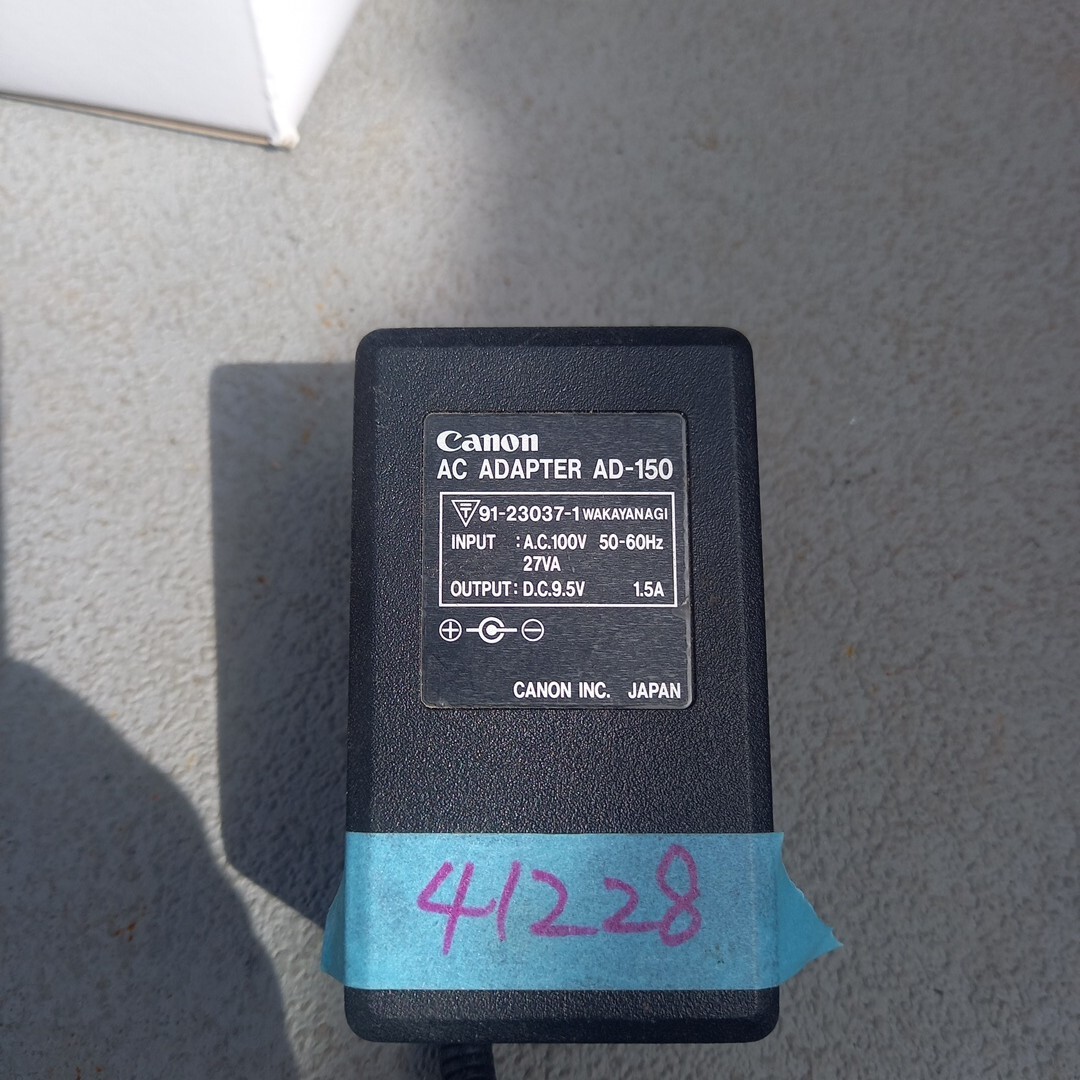 Canon
AC ADAPTER AD-150
〒91-23037-1 WAKAYANAGI
INPUT : A.C.100V 50-60Hz
27VA
OUTPUT : D.C.9.5V 1.5A
CANON INC. JAPAN
41228